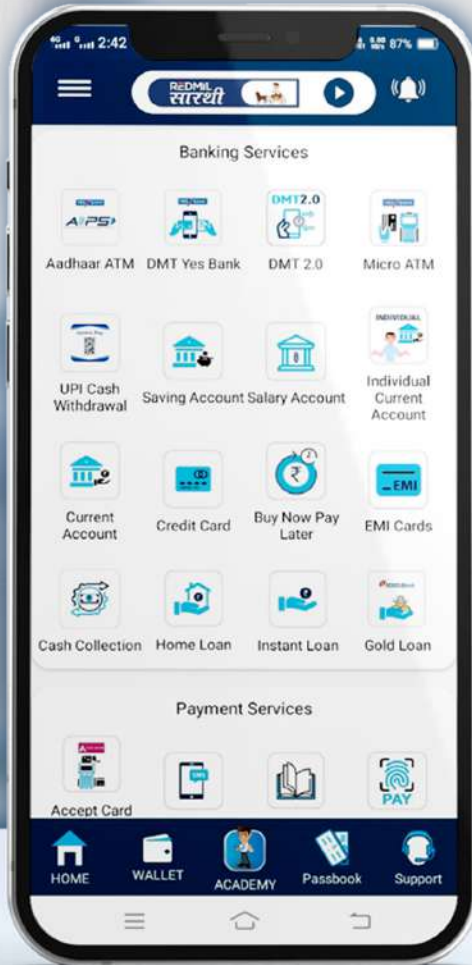 2:42
87%
REDMIL
सारथी
Banking Services
AEPS
DMT2.0
Aadhaar ATM
DMT Yes Bank
DMT 2.0
Micro ATM
INDIVIDUAL
UPI Cash
Withdrawal
Saving Account
Salary Account
Individual
Current
Account
EMI
Current
Account
Credit Card
Buy Now Pay
Later
EMI Cards
Cash Collection
Home Loan
Instant Loan
Gold Loan
Payment Services
SMS
PAY
Accept Card
HOME
WALLET
ACADEMY
Passbook
Support